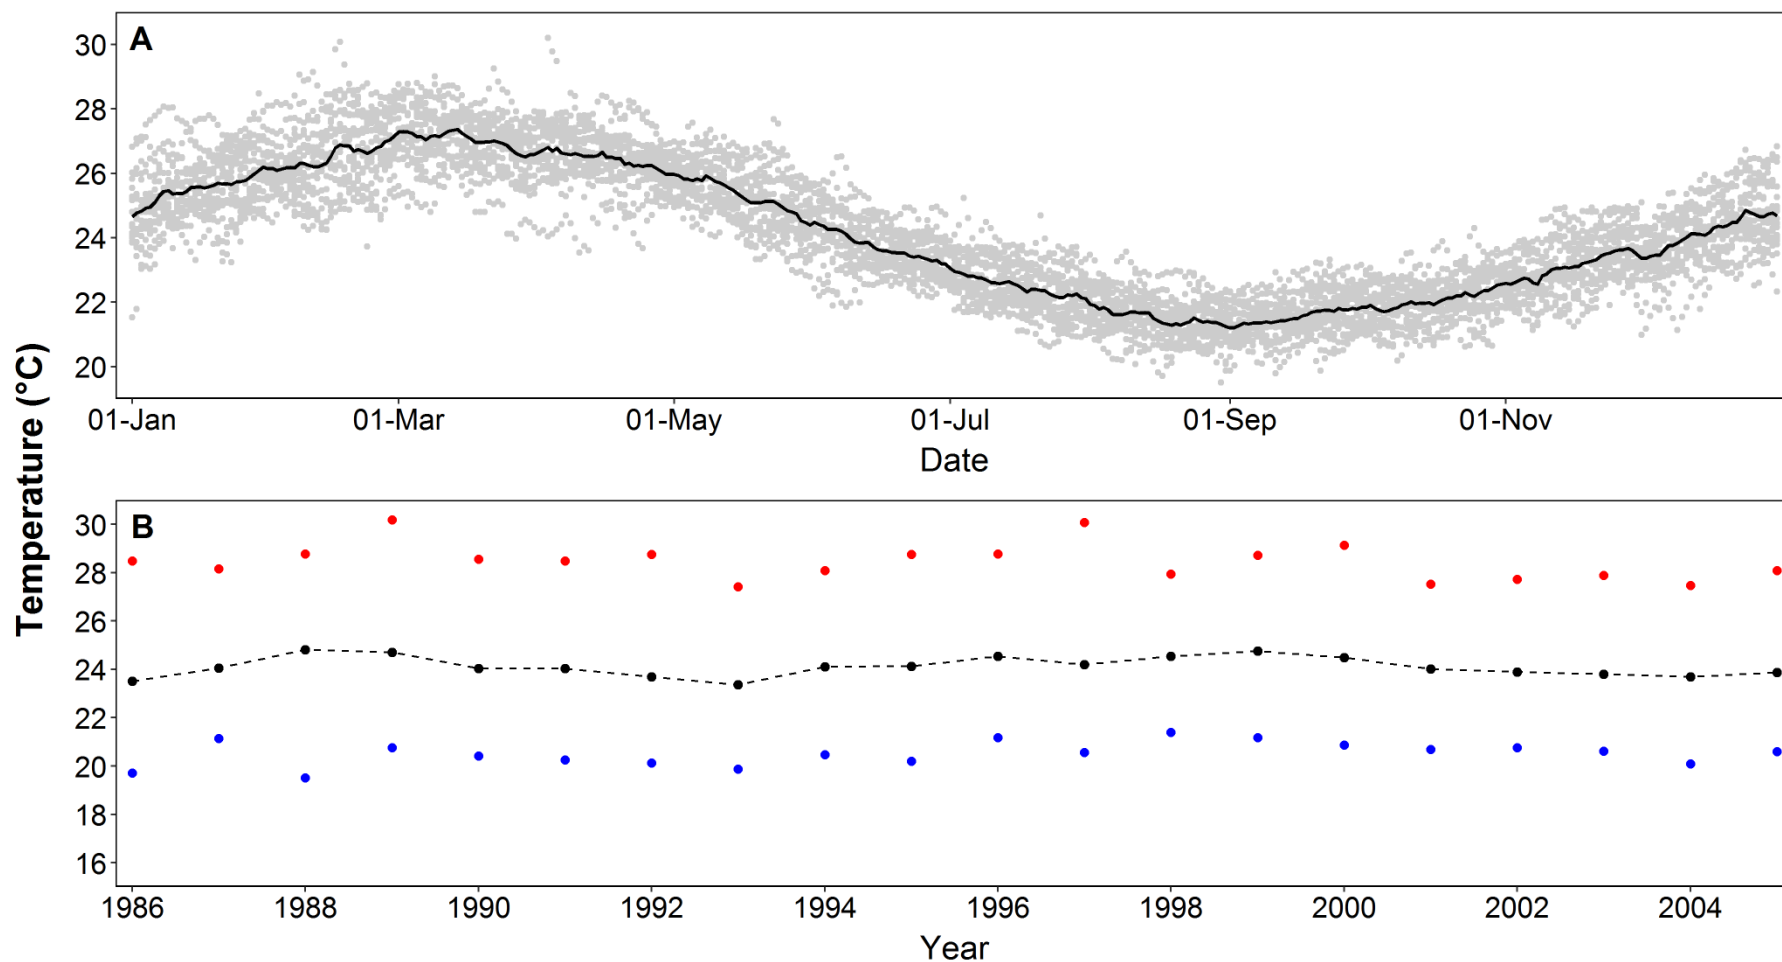 Temperature (°C)
A
30
28
26
24
22
20
01-Jan 01-Mar 01-May 01-Jul 01-Sep 01-Nov
Date
B
30
28
26
24
22
20
18
16
1986 1988 1990 1992 1994 1996 1998 2000 2002 2004
Year